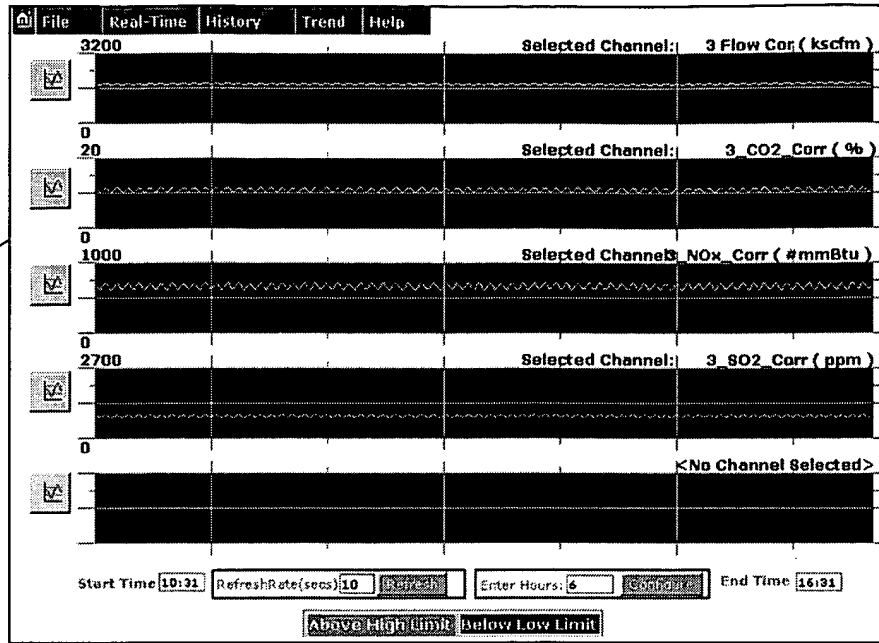 File Real-Time History Trend Help
3200 Selected Channel: 3 Flow Cor ( kscfm )
0
20 Selected Channel: 3_CO2_Corr ( % )
0
1000 Selected Channel: 3_NOx_Corr ( #mmBtu )
0
2700 Selected Channel: 3_SO2_Corr ( ppm )
0
<No Channel Selected>
Start Time 10:31 RefreshRate(secs) 10 Refresh Enter Hours: 6 Configure End Time 16:31
Above High Limit Below Low Limit